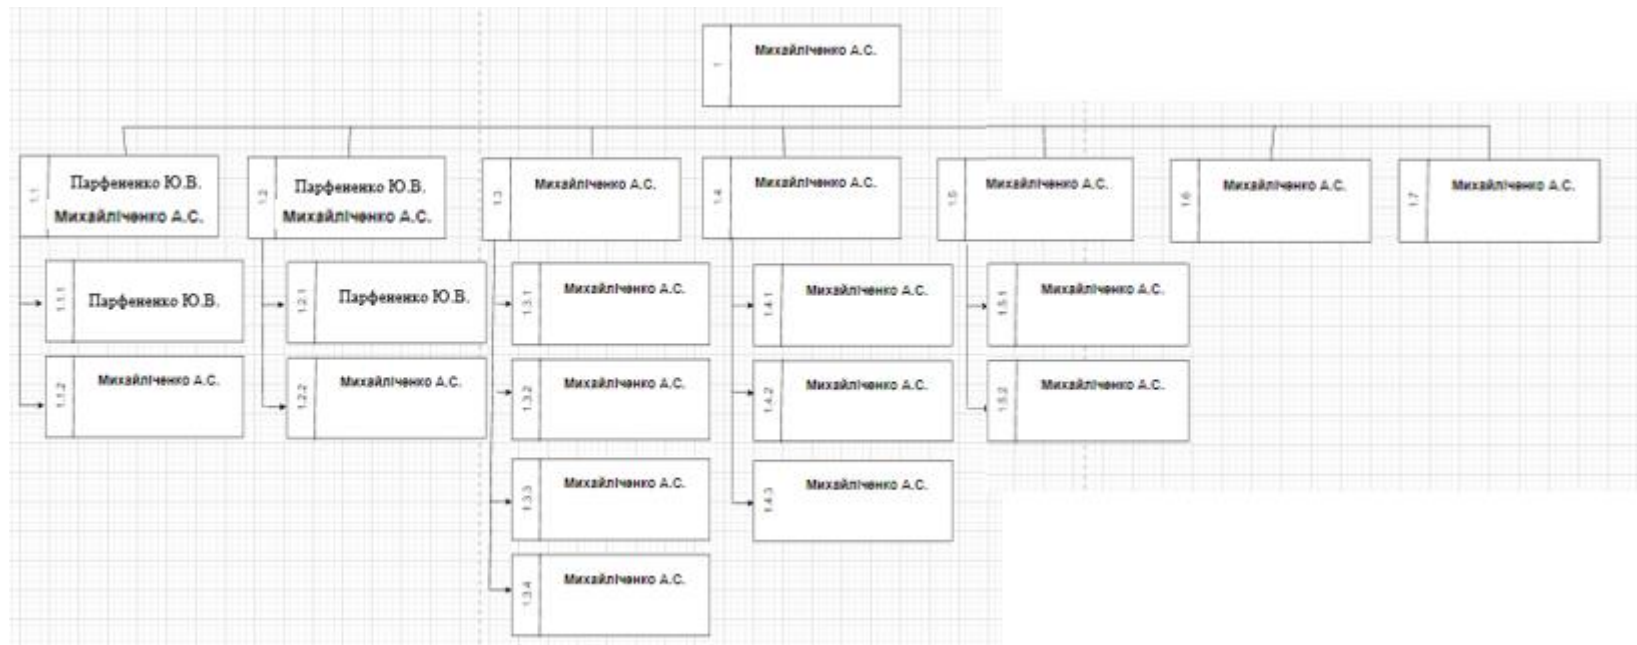 1
Михайліченко А.С.
1.1
Парфененко Ю.В.
Михайліченко А.С.
1.2
Парфененко Ю.В.
Михайліченко А.С.
1.3
Михайліченко А.С.
1.4
Михайліченко А.С.
1.5
Михайліченко А.С.
1.6
Михайліченко А.С.
1.7
Михайліченко А.С.
1.1.1
Парфененко Ю.В.
1.2.1
Парфененко Ю.В.
1.3.1
Михайліченко А.С.
1.4.1
Михайліченко А.С.
1.5.1
Михайліченко А.С.
1.1.2
Михайліченко А.С.
1.2.2
Михайліченко А.С.
1.3.2
Михайліченко А.С.
1.4.2
Михайліченко А.С.
1.5.2
Михайліченко А.С.
1.3.3
Михайліченко А.С.
1.4.3
Михайліченко А.С.
1.3.4
Михайліченко А.С.